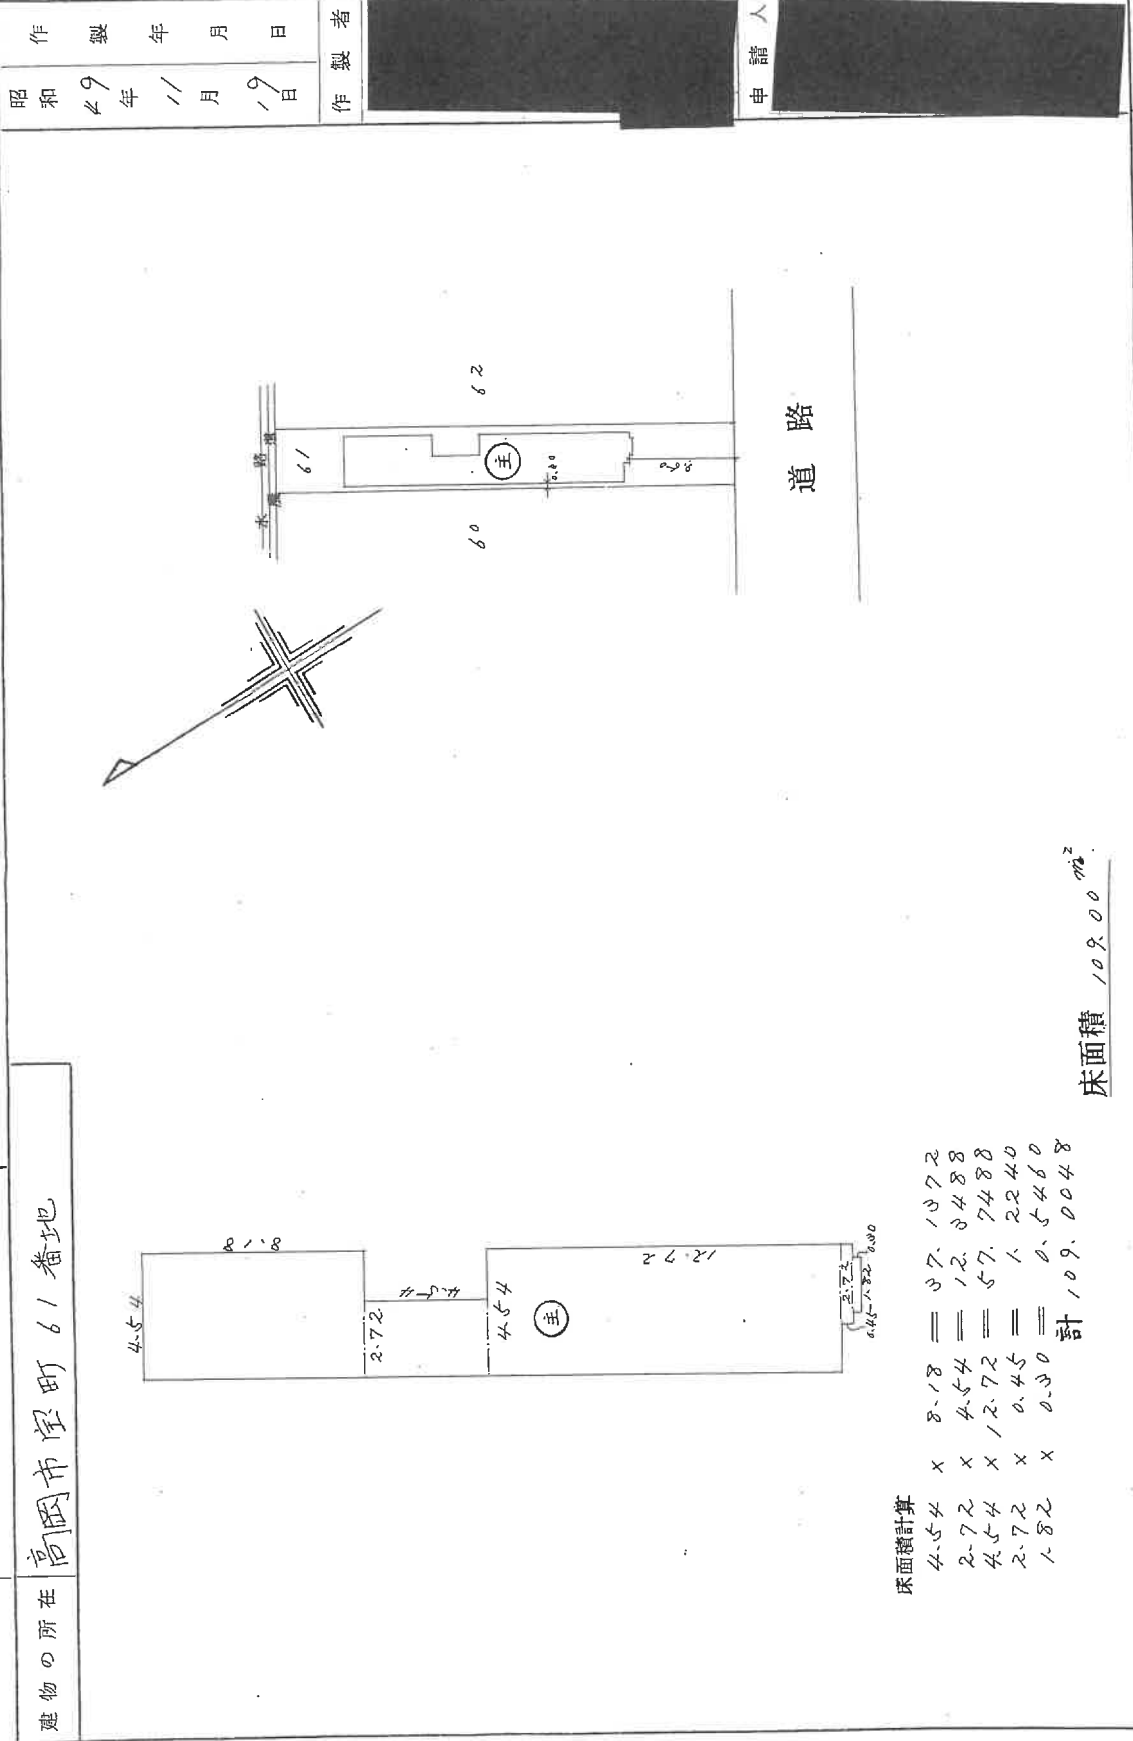 建物の所在 高岡市宝町61番地
作製年月日
昭和49年11月19日
作製者
申請人
4.54
8.18
2.72
4.54
4.54
主
12.72
2.72
0.45
1.82
0.30
床面積計算
4.54 × 8.18 = 37.1372
2.72 × 4.54 = 12.3488
4.54 × 12.72 = 57.7488
2.72 × 0.45 = 1.2240
1.82 × 0.30 = 0.5460
計 109.0048
床面積 109.00 m²
水路
61
60
主
62
道路